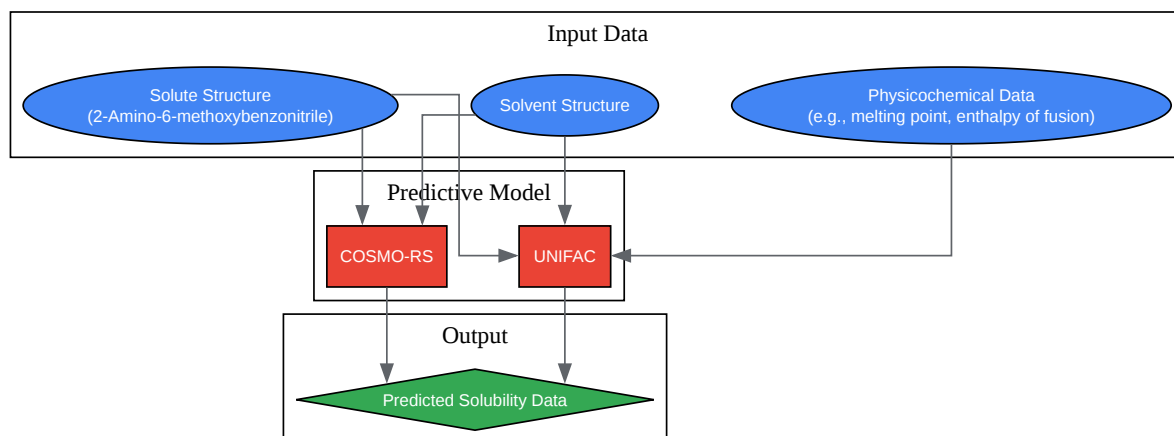 Input Data
Solute Structure
(2-Amino-6-methoxybenzonitrile)
Solvent Structure
Physicochemical Data
(e.g., melting point, enthalpy of fusion)
Predictive Model
COSMO-RS
UNIFAC
Output
Predicted Solubility Data